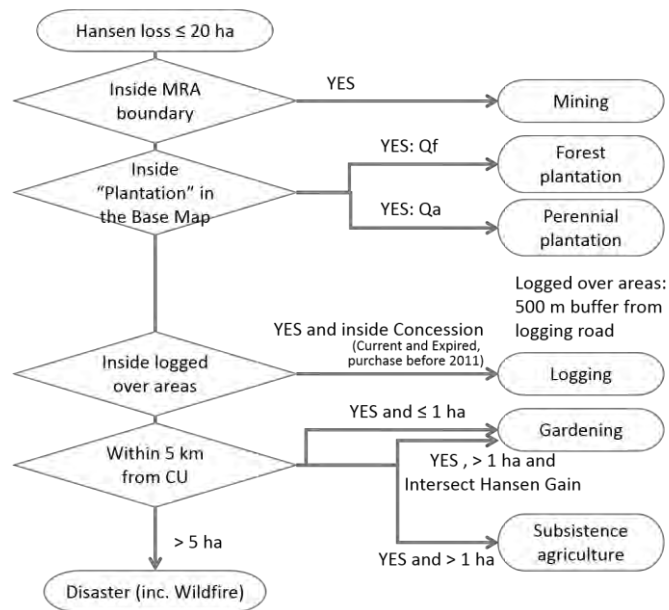 Hansen loss ≤ 20 ha
Inside MRA
boundary
YES
Mining
Inside
“Plantation” in
the Base Map
YES: Qf
Forest
plantation
YES: Qa
Perennial
plantation
Logged over areas:
500 m buffer from
logging road
Inside logged
over areas
YES and inside Concession
(Current and Expired,
purchase before 2011)
Logging
Within 5 km
from CU
YES and ≤ 1 ha
Gardening
YES , > 1 ha and
Intersect Hansen Gain
YES and > 1 ha
Subsistence
agriculture
> 5 ha
Disaster (inc. Wildfire)